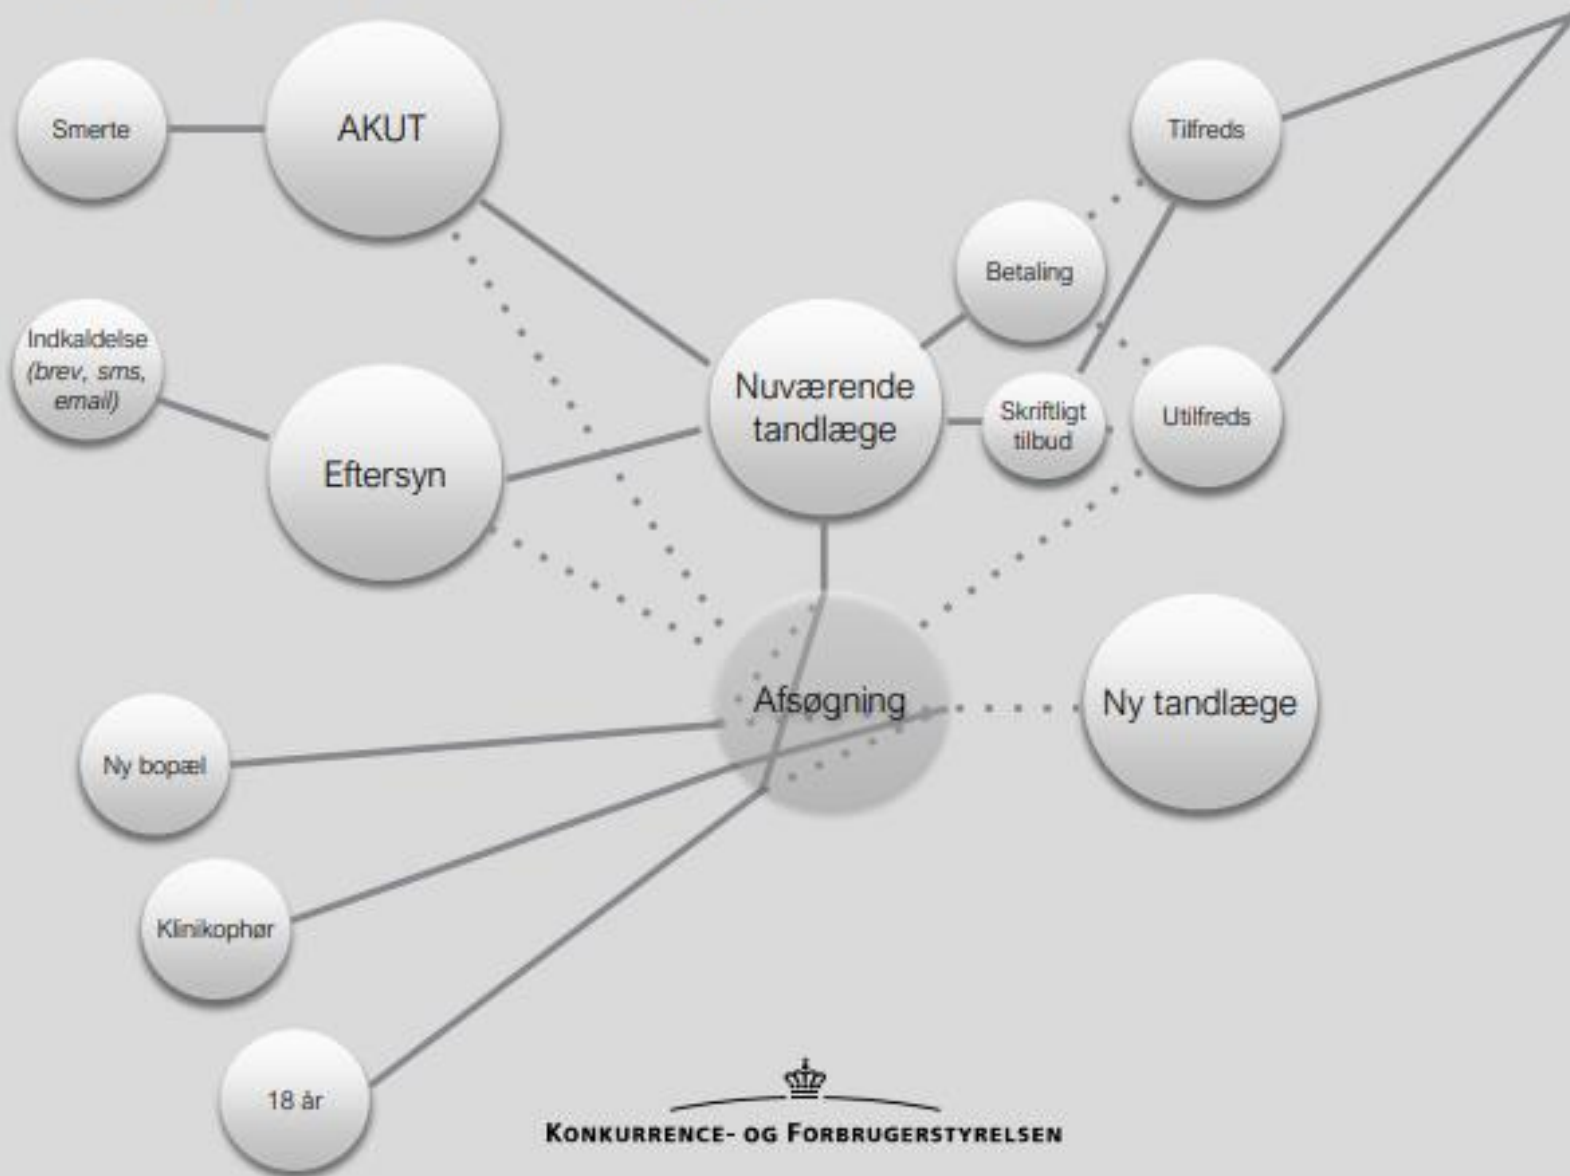 Smerte
AKUT
Tilfreds
Betaling
Indkaldelse
(brev, sms,
email)
Nuværende
tandlæge
Skriftligt
tilbud
Utilfreds
Eftersyn
Afsøgning
Ny tandlæge
Ny bopæl
Klinikophør
18 år
KONKURRENCE- OG FORBRUGERSTYRELSEN